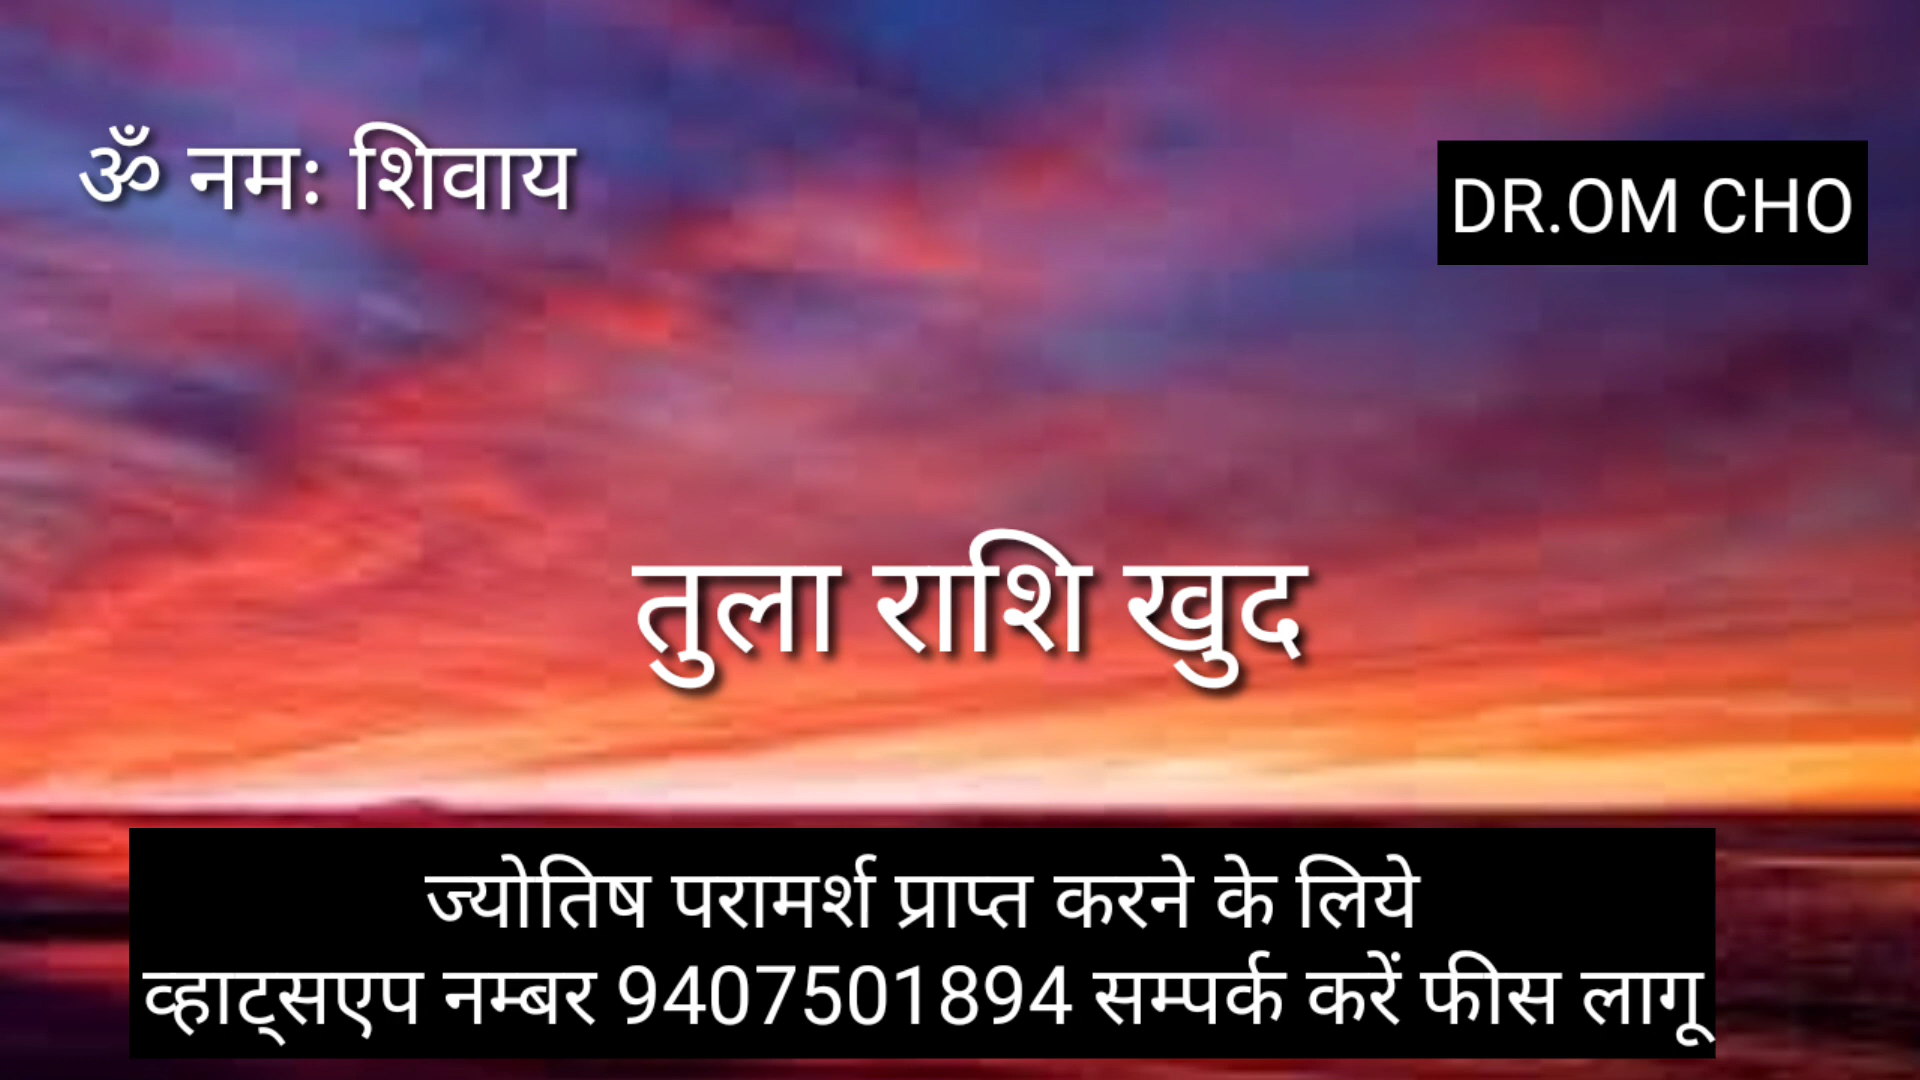 ॐ नमः शिवाय
DR.OM CHO
तुला राशि खुद
ज्योतिष परामर्श प्राप्त करने के लिये
व्हाट्सएप नम्बर 9407501894 सम्पर्क करें फीस लागू